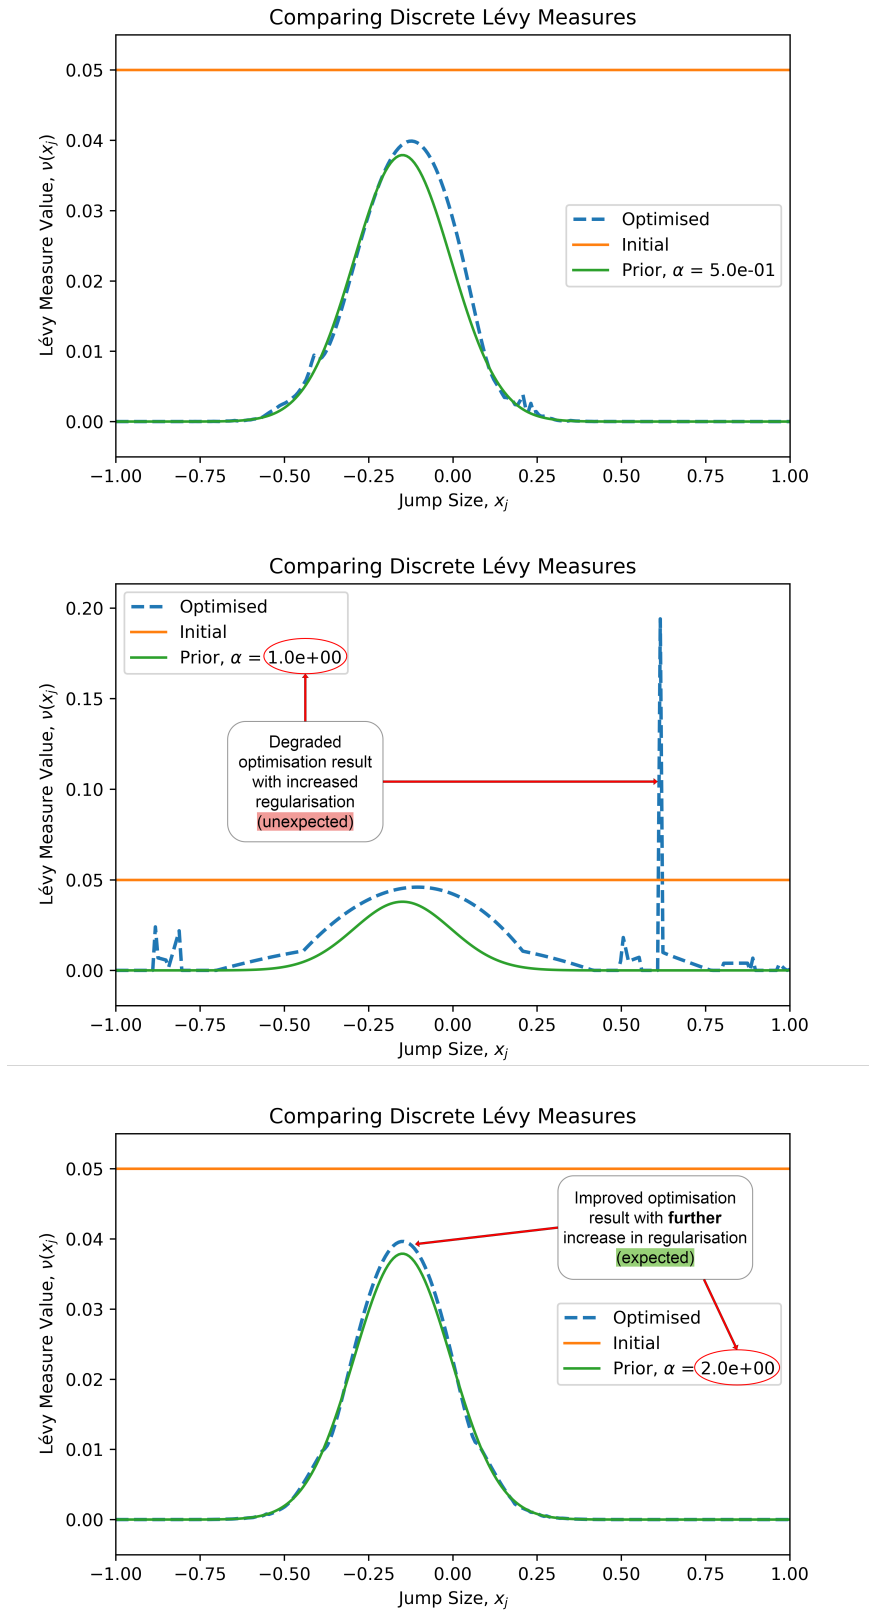 Comparing Discrete Lévy Measures
0.05
0.04
0.03
0.02
0.01
0.00
Lévy Measure Value, ν(xⱼ)
Optimised
Initial
Prior, α = 5.0e-01
−1.00 −0.75 −0.50 −0.25 0.00 0.25 0.50 0.75 1.00
Jump Size, xⱼ
Comparing Discrete Lévy Measures
0.20
0.15
0.10
0.05
0.00
Lévy Measure Value, ν(xⱼ)
Optimised
Initial
Prior, α = 1.0e+00
Degraded
optimisation result
with increased
regularisation
(unexpected)
−1.00 −0.75 −0.50 −0.25 0.00 0.25 0.50 0.75 1.00
Jump Size, xⱼ
Comparing Discrete Lévy Measures
0.05
0.04
0.03
0.02
0.01
0.00
Lévy Measure Value, ν(xⱼ)
Improved optimisation
result with further
increase in regularisation
(expected)
Optimised
Initial
Prior, α = 2.0e+00
−1.00 −0.75 −0.50 −0.25 0.00 0.25 0.50 0.75 1.00
Jump Size, xⱼ